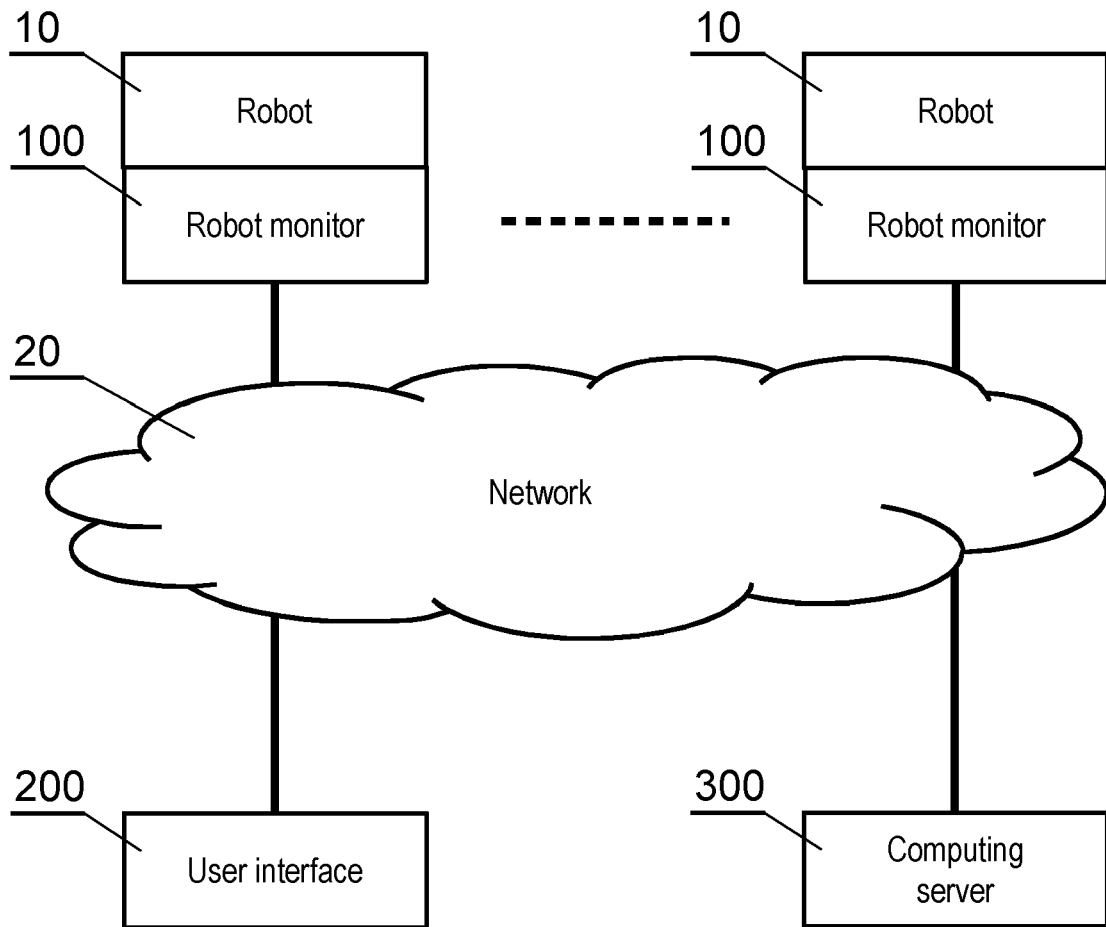 10
Robot
100
Robot monitor
10
Robot
100
Robot monitor
20
Network
200
User interface
300
Computing
server